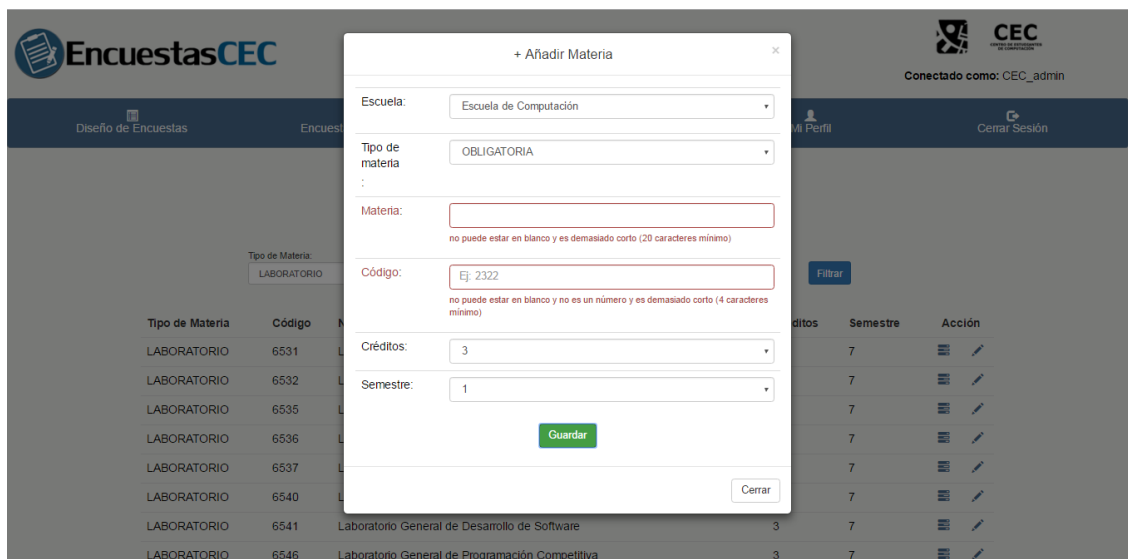 EncuestasCEC
CEC
CENTRO DE ESTUDIANTES
DE COMPUTACIÓN
Conectado como: CEC_admin
Diseño de Encuestas
Encuest
Mi Perfil
Cerrar Sesión
+ Añadir Materia
×
Escuela:
Escuela de Computación
Tipo de
materia
:
OBLIGATORIA
Materia:
no puede estar en blanco y es demasiado corto (20 caracteres mínimo)
Código:
Ej: 2322
no puede estar en blanco y no es un número y es demasiado corto (4 caracteres
mínimo)
Créditos:
3
Semestre:
1
Guardar
Cerrar
Tipo de Materia:
LABORATORIO
Filtrar
Tipo de Materia Código N ditos Semestre Acción
LABORATORIO 6531 L 7
LABORATORIO 6532 L 7
LABORATORIO 6535 L 7
LABORATORIO 6536 L 7
LABORATORIO 6537 L 7
LABORATORIO 6540 L 7
LABORATORIO 6541 Laboratorio General de Desarrollo de Software 3 7
LABORATORIO 6546 Laboratorio General de Programación Competitiva 3 7